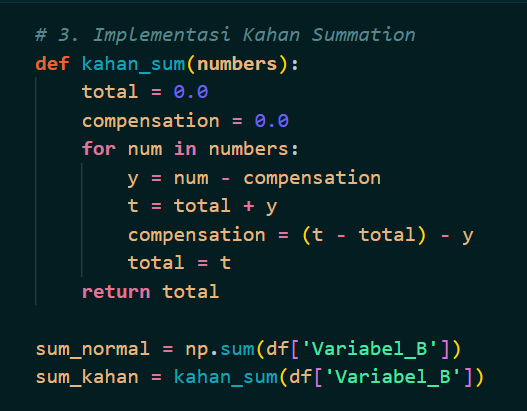 # 3. Implementasi Kahan Summation
def kahan_sum(numbers):
    total = 0.0
    compensation = 0.0
    for num in numbers:
        y = num - compensation
        t = total + y
        compensation = (t - total) - y
        total = t
    return total
sum_normal = np.sum(df['Variabel_B'])
sum_kahan = kahan_sum(df['Variabel_B'])